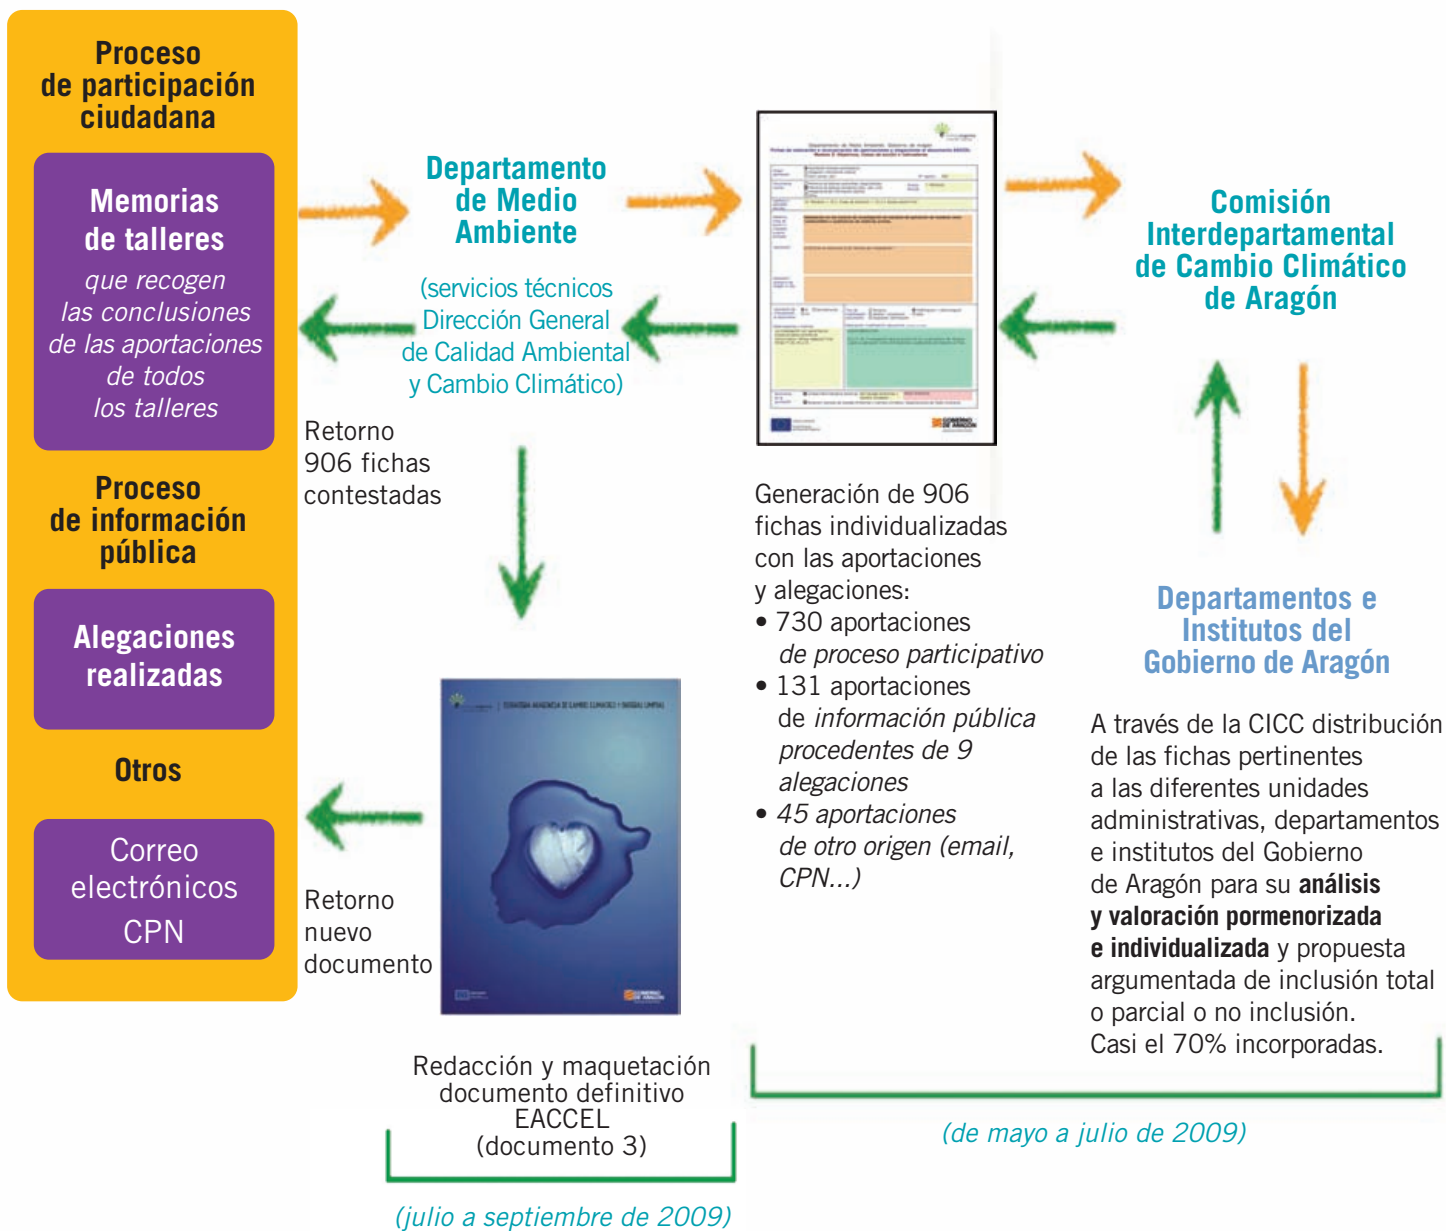 Proceso
de participación
ciudadana
Memorias
de talleres
que recogen
las conclusiones
de las aportaciones
de todos
los talleres
Proceso
de información
pública
Alegaciones
realizadas
Otros
Correo
electrónicos
CPN
Departamento
de Medio
Ambiente
(servicios técnicos
Dirección General
de Calidad Ambiental
y Cambio Climático)
Retorno
906 fichas
contestadas
Retorno
nuevo
documento
GOBIERNO
DE ARAGÓN
Redacción y maquetación
documento definitivo
EACCEL
(documento 3)
(julio a septiembre de 2009)
GOBIERNO
DE ARAGÓN
Generación de 906
fichas individualizadas
con las aportaciones
y alegaciones:
• 730 aportaciones
de proceso participativo
• 131 aportaciones
de información pública
procedentes de 9
alegaciones
• 45 aportaciones
de otro origen (email,
CPN...)
Comisión
Interdepartamental
de Cambio Climático
de Aragón
Departamentos e
Institutos del
Gobierno de Aragón
A través de la CICC distribución
de las fichas pertinentes
a las diferentes unidades
administrativas, departamentos
e institutos del Gobierno
de Aragón para su análisis
y valoración pormenorizada
e individualizada y propuesta
argumentada de inclusión total
o parcial o no inclusión.
Casi el 70% incorporadas.
(de mayo a julio de 2009)